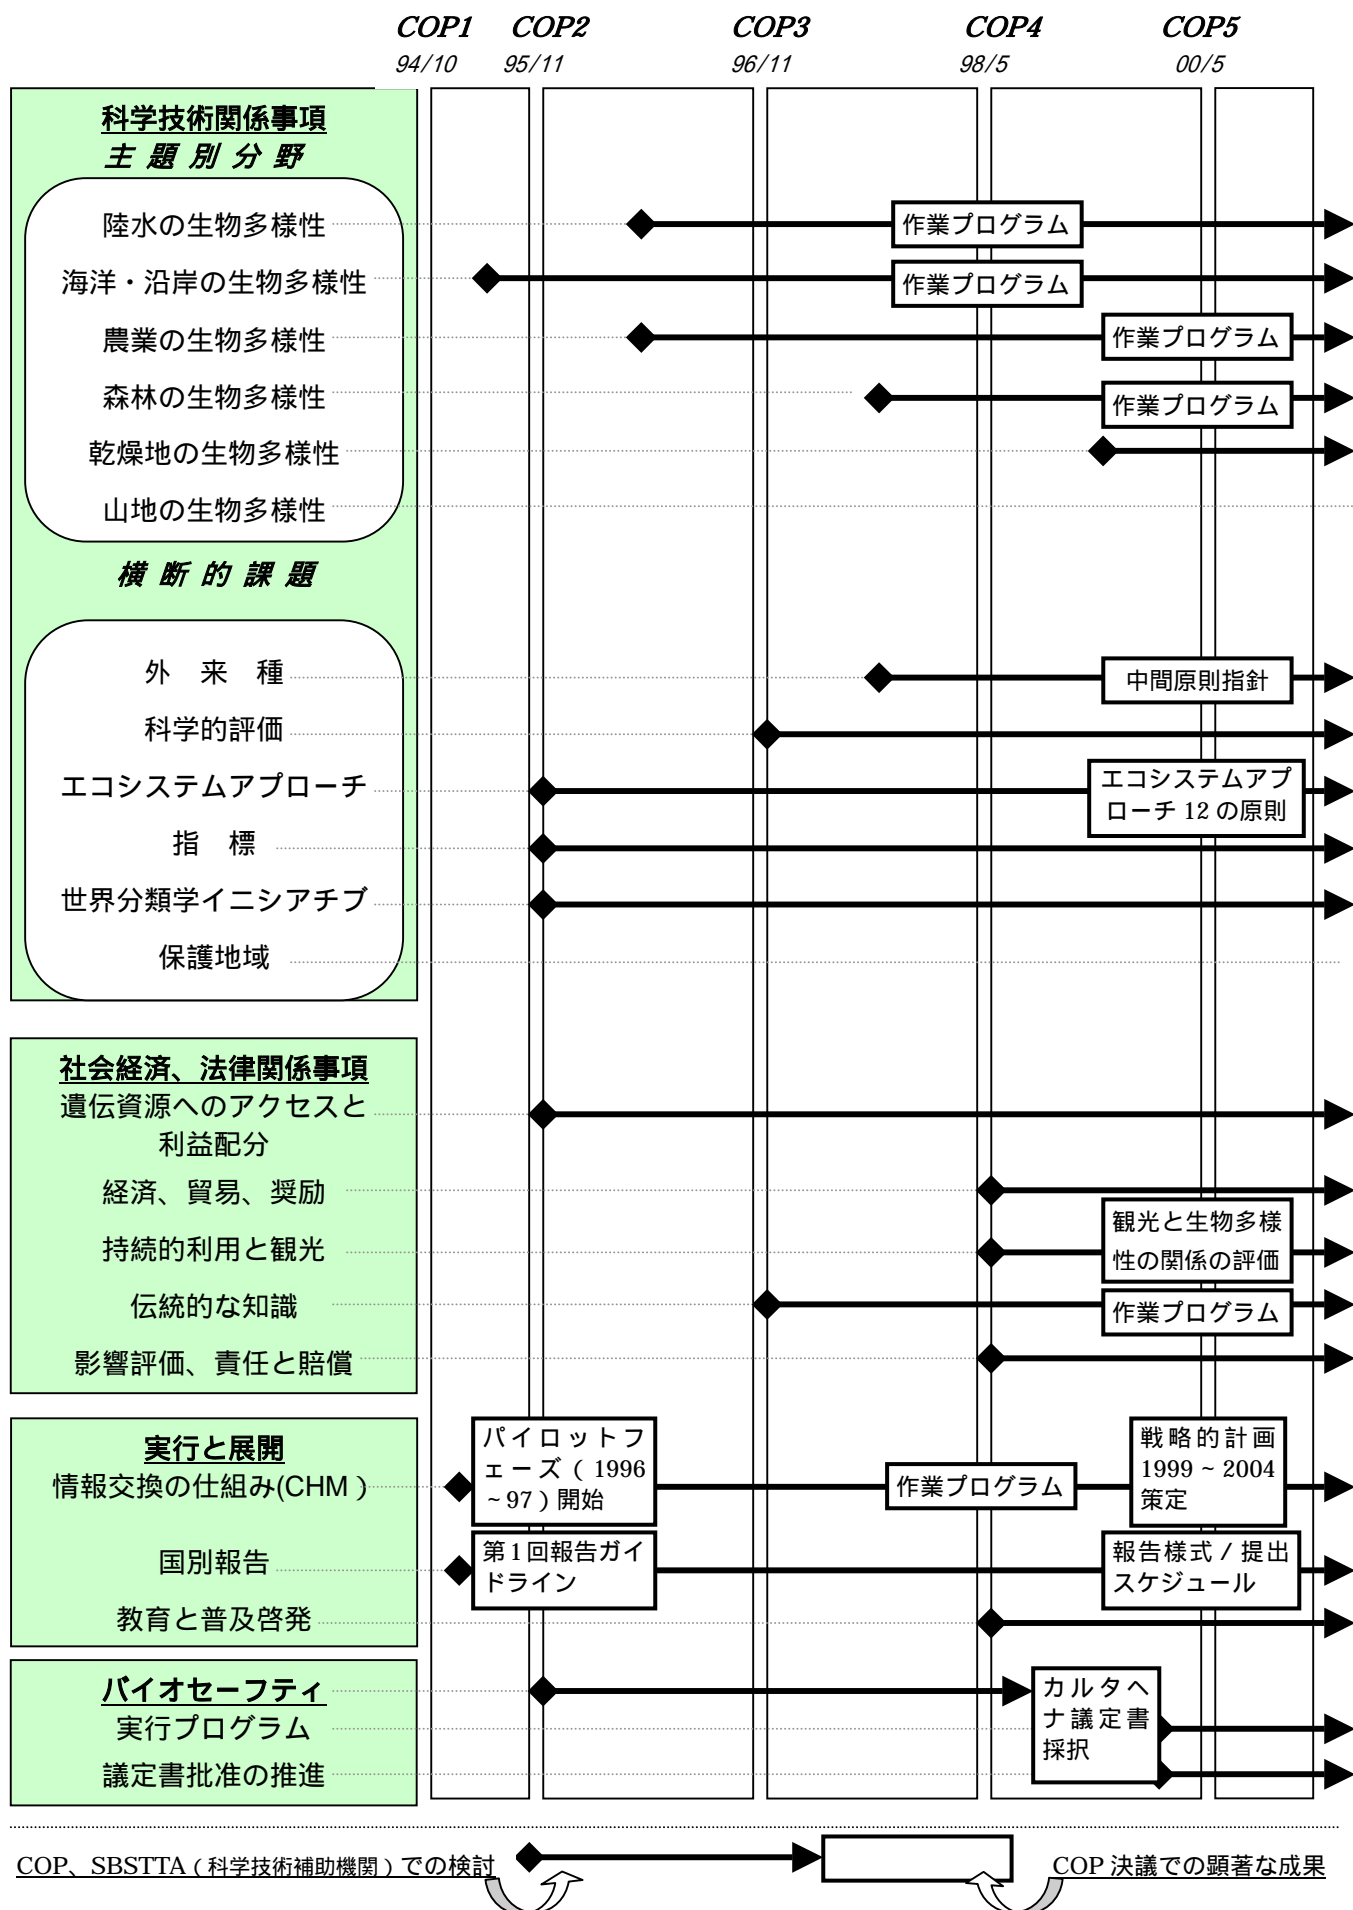 COP1 COP2 COP3 COP4 COP5
94/10 95/11 96/11 98/5 00/5
科学技術関係事項
主題別分野
陸水の生物多様性 作業プログラム
海洋・沿岸の生物多様性 作業プログラム
農業の生物多様性 作業プログラム
森林の生物多様性 作業プログラム
乾燥地の生物多様性
山地の生物多様性
横断的課題
外 来 種 中間原則指針
科学的評価
エコシステムアプローチ
エコシステムアプ
ローチ 12 の原則
指 標
世界分類学イニシアチブ
保護地域
社会経済、法律関係事項
遺伝資源へのアクセスと
利益配分
経済、貿易、奨励
持続的利用と観光
観光と生物多様
性の関係の評価
伝統的な知識 作業プログラム
影響評価、責任と賠償
実行と展開
情報交換の仕組み(CHM)
パイロットフ
ェーズ(1996
~97)開始
作業プログラム
戦略的計画
1999~2004
策定
国別報告
第1回報告ガイ
ドライン
報告様式/提出
スケジュール
教育と普及啓発
バイオセーフティ
実行プログラム
議定書批准の推進
カルタヘ
ナ議定書
採択
COP、SBSTTA(科学技術補助機関)での検討
COP 決議での顕著な成果